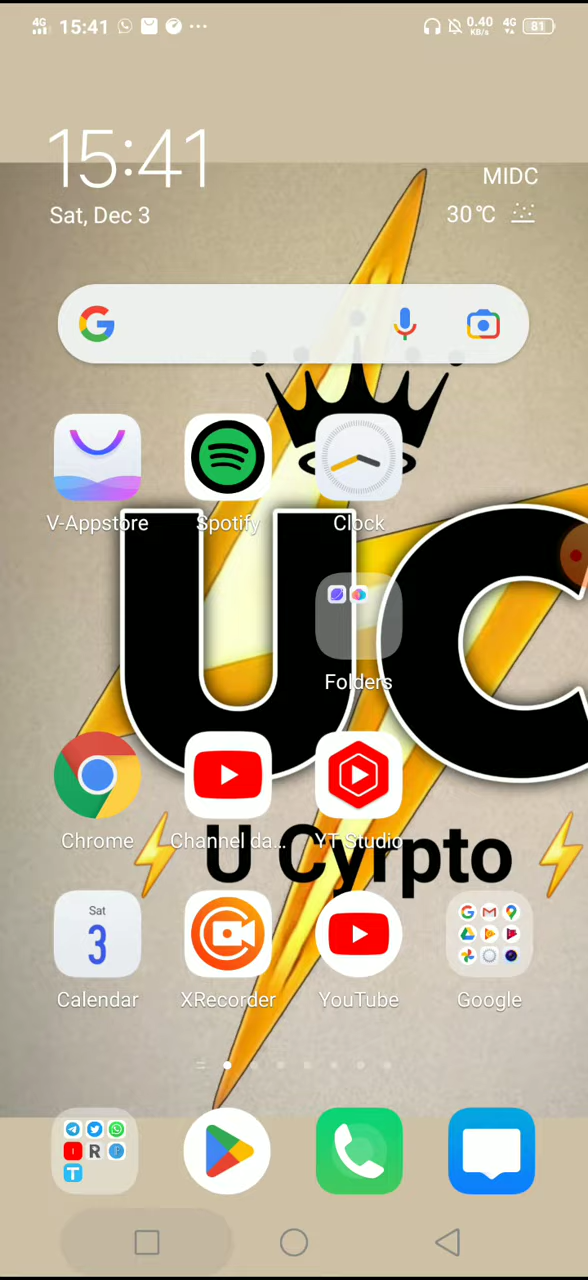 4G 15:41 0.40 KB/s 4G 81
15:41
MIDC
Sat, Dec 3
30°C
V-Appstore
Spotify
Clock
UC
Folders
Chrome
Channel da...
YT Studio
U Cyrpto
Sat
3
Calendar
XRecorder
YouTube
Google
R